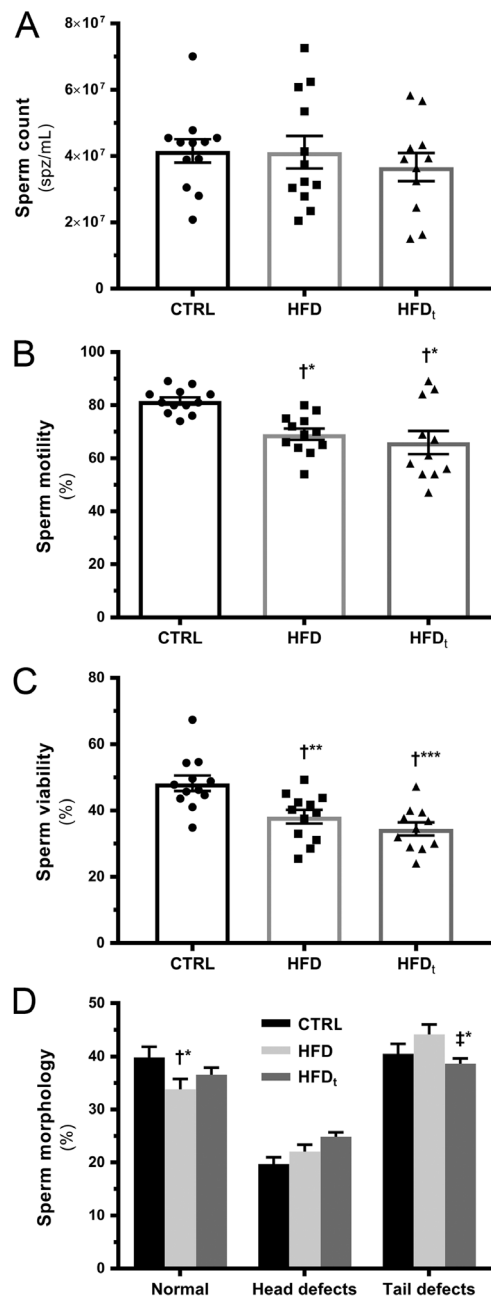 A
Sperm count
(spz/mL)
8×10⁷
6×10⁷
4×10⁷
2×10⁷
0
CTRL HFD HFDₜ
B
Sperm motility
(%)
100
80
60
40
20
0
†* †*
CTRL HFD HFDₜ
C
Sperm viability
(%)
80
60
40
20
0
†** †***
CTRL HFD HFDₜ
D
Sperm morphology
(%)
50
40
30
20
10
0
†*
CTRL
HFD
HFDₜ
‡*
Normal Head defects Tail defects